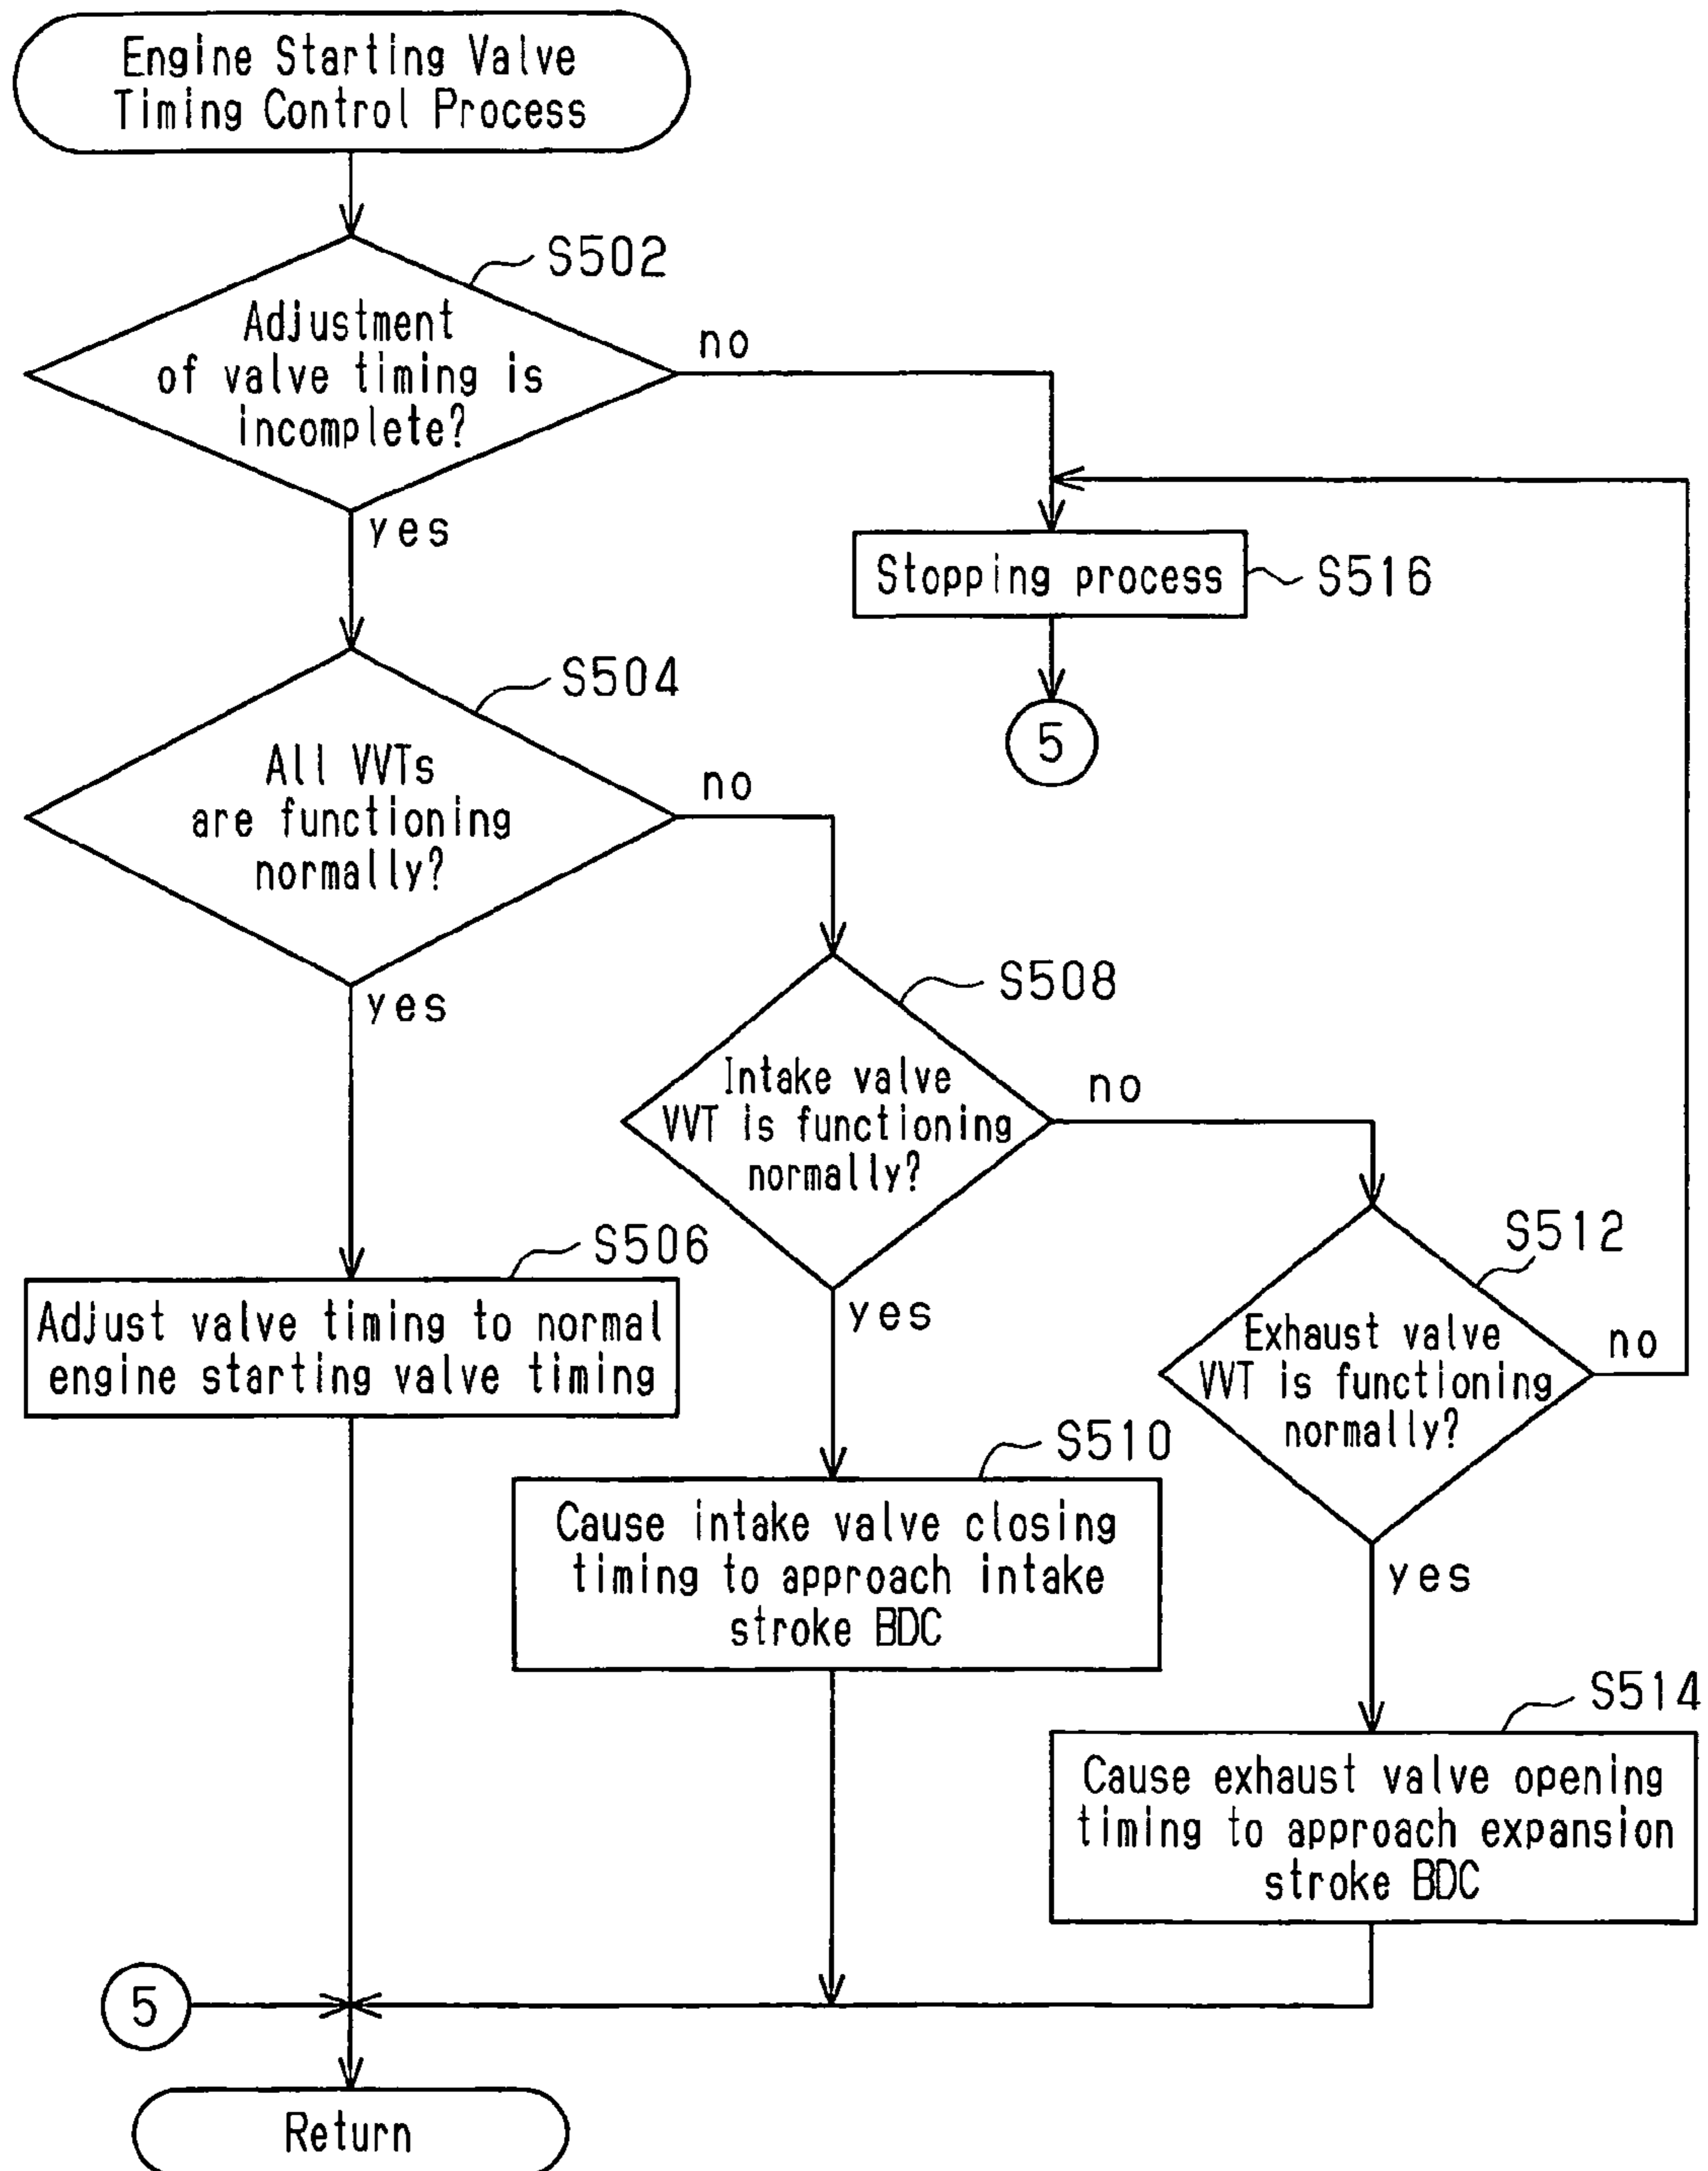 Engine Starting Valve
Timing Control Process
S502
Adjustment
of valve timing is
incomplete?
no
yes
Stopping process
S516
5
S504
All VVTs
are functioning
normally?
no
yes
S508
Intake valve
VVT is functioning
normally?
no
yes
S506
Adjust valve timing to normal
engine starting valve timing
S512
Exhaust valve
VVT is functioning
normally?
no
yes
S510
Cause intake valve closing
timing to approach intake
stroke BDC
S514
Cause exhaust valve opening
timing to approach expansion
stroke BDC
5
Return